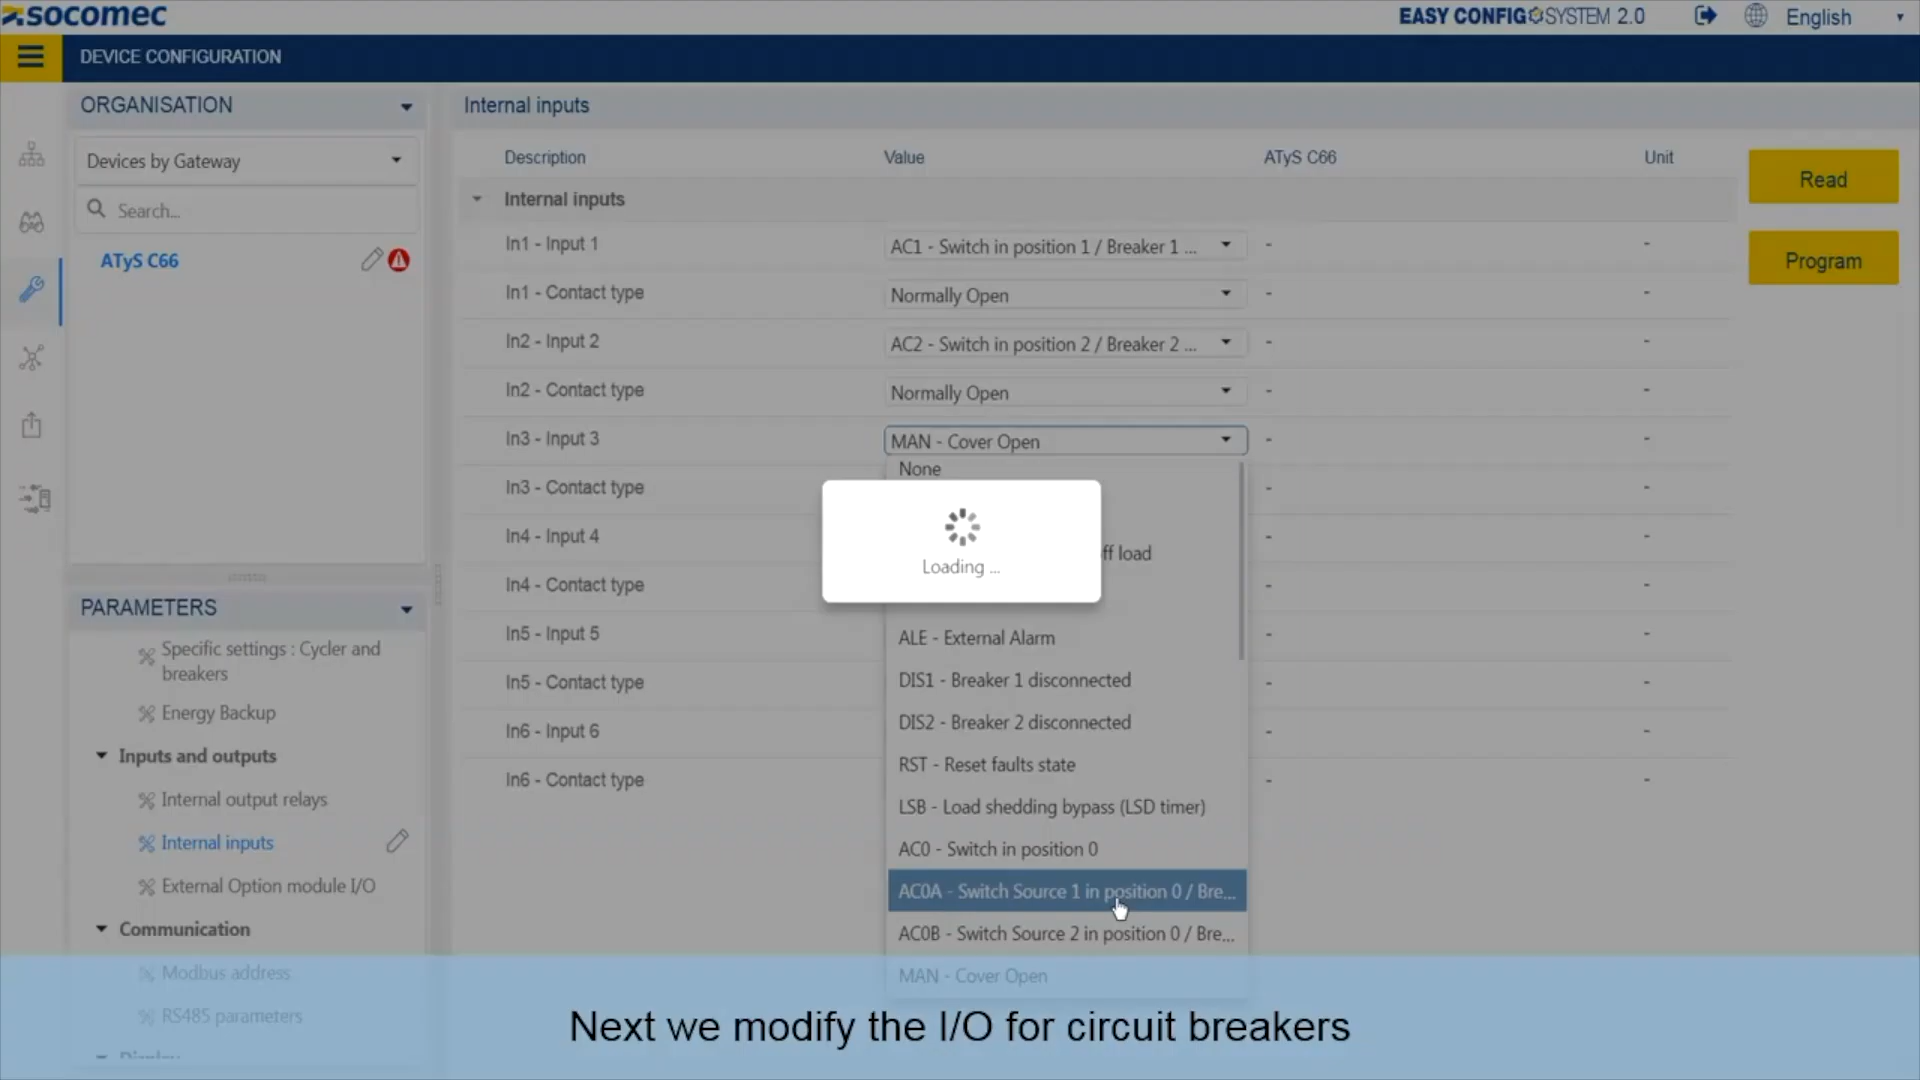 socomec
EASY CONFIG SYSTEM 2.0
English
DEVICE CONFIGURATION
ORGANISATION
Devices by Gateway
Search...
ATyS C66
PARAMETERS
Specific settings : Cycler and
breakers
Energy Backup
Inputs and outputs
Internal output relays
Internal inputs
External Option module I/O
Communication
Modbus address
RS485 parameters
Display
Internal inputs
Description Value ATyS C66 Unit
Internal inputs
In1 - Input 1 AC1 - Switch in position 1 / Breaker 1 ... - -
In1 - Contact type Normally Open - -
In2 - Input 2 AC2 - Switch in position 2 / Breaker 2 ... - -
In2 - Contact type Normally Open - -
In3 - Input 3 MAN - Cover Open - -
In3 - Contact type - -
In4 - Input 4 - -
In4 - Contact type - -
In5 - Input 5 - -
In5 - Contact type - -
In6 - Input 6 - -
In6 - Contact type - -
None
load
ALE - External Alarm
DIS1 - Breaker 1 disconnected
DIS2 - Breaker 2 disconnected
RST - Reset faults state
LSB - Load shedding bypass (LSD timer)
AC0 - Switch in position 0
AC0A - Switch Source 1 in position 0 / Bre...
AC0B - Switch Source 2 in position 0 / Bre...
MAN - Cover Open
Loading ...
Read
Program
Next we modify the I/O for circuit breakers